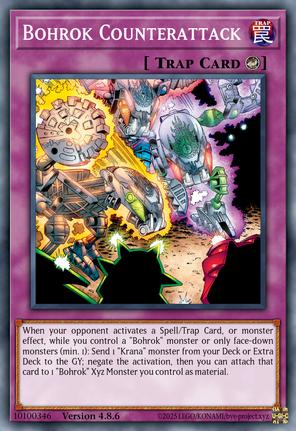 Bohrok Counterattack
TRAP
罠
[ Trap Card ]
When your opponent activates a Spell/Trap Card, or monster
effect, while you control a "Bohrok" monster or only face-down
monsters (min. 1): Send 1 "Krana" monster from your Deck or Extra
Deck to the GY; negate the activation, then you can attach that
card to 1 "Bohrok" Xyz Monster you control as material.
10100346 Version 4.8.6 ©2025 LEGO/KONAMI/bye-project.xyz